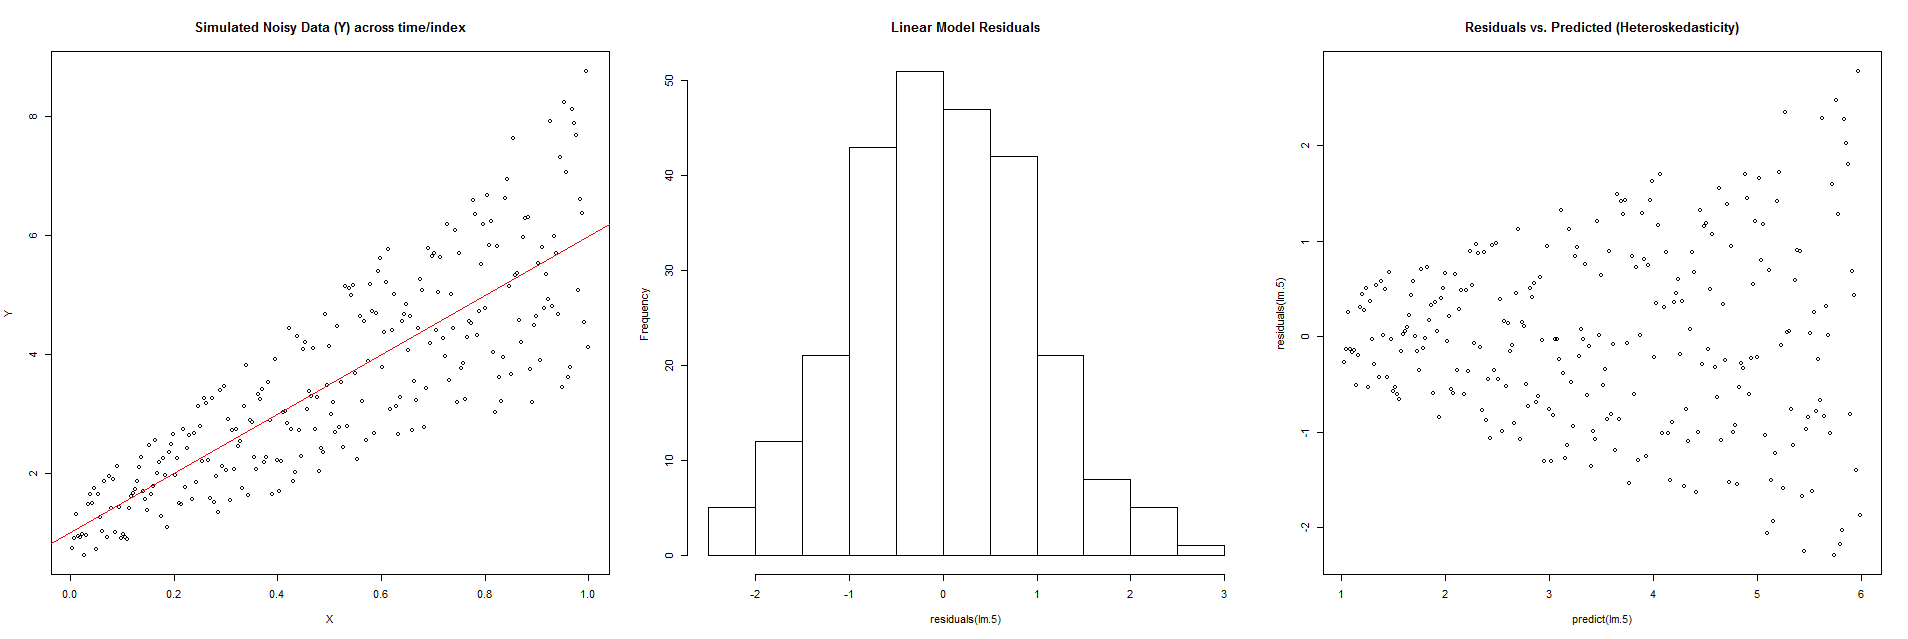 Simulated Noisy Data (Y) across time/index
Y
8
6
4
2
0.0 0.2 0.4 0.6 0.8 1.0
X
Linear Model Residuals
Frequency
50
40
30
20
10
0
-2 -1 0 1 2 3
residuals(lm.5)
Residuals vs. Predicted (Heteroskedasticity)
residuals(lm.5)
2
1
0
-1
-2
1 2 3 4 5 6
predict(lm.5)